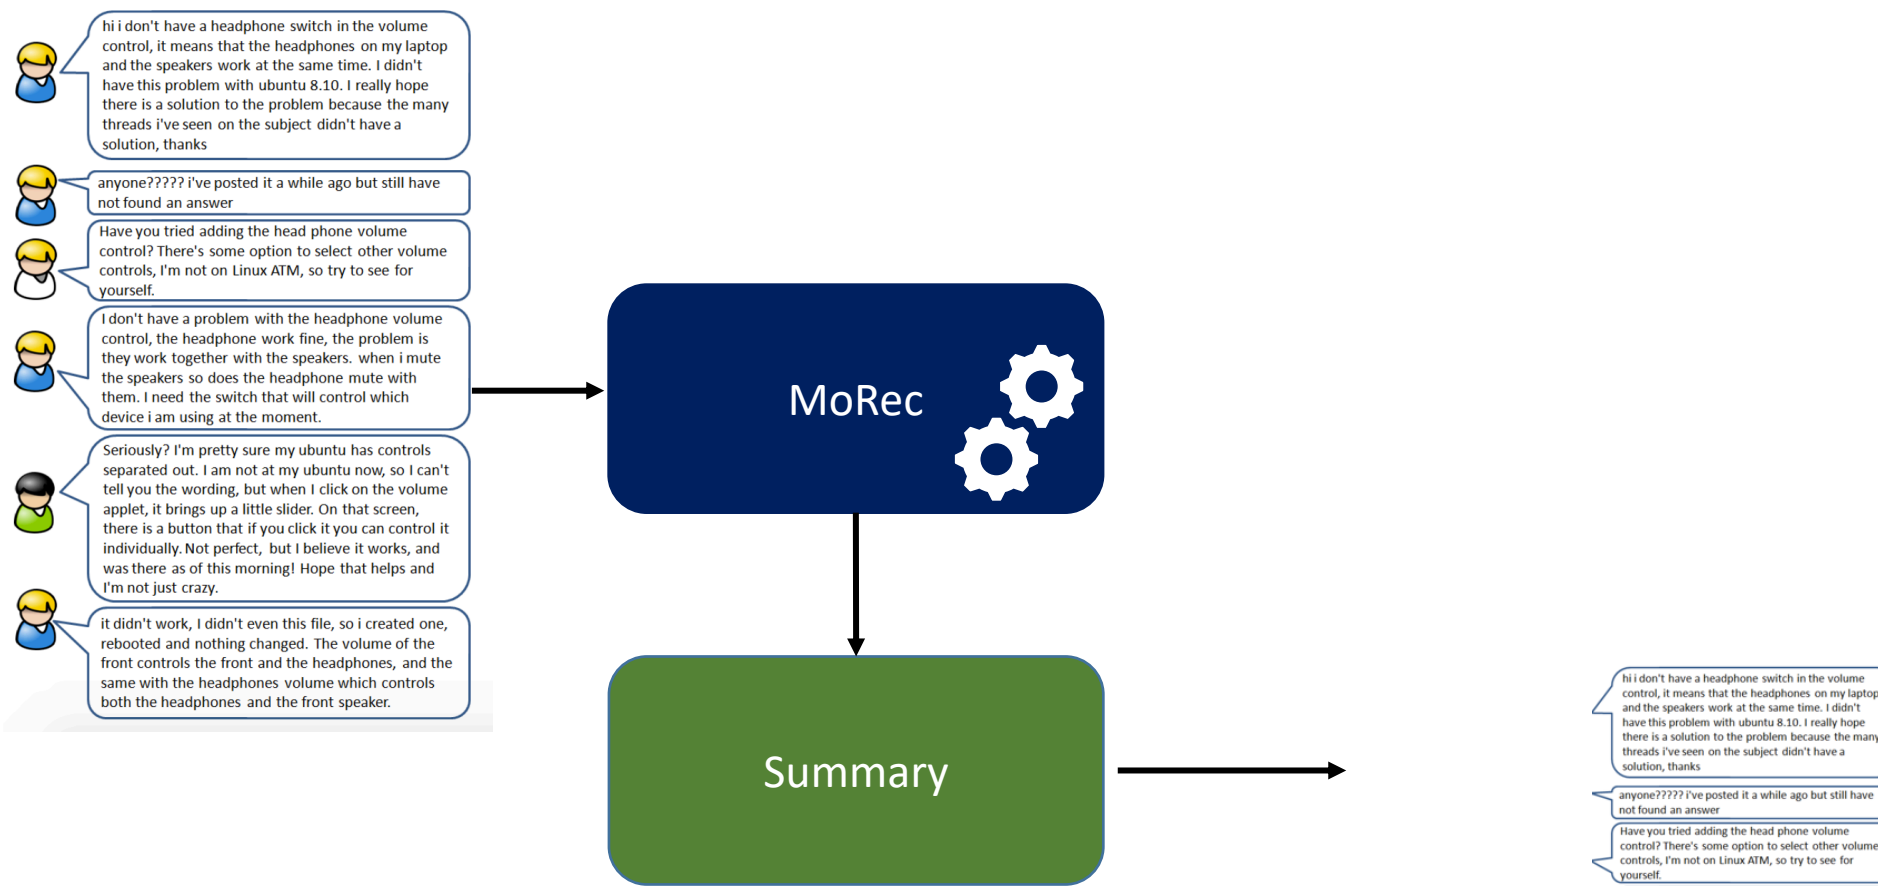 hi i don't have a headphone switch in the volume
control, it means that the headphones on my laptop
and the speakers work at the same time. I didn't
have this problem with ubuntu 8.10. I really hope
there is a solution to the problem because the many
threads i've seen on the subject didn't have a
solution, thanks
anyone????? i've posted it a while ago but still have
not found an answer
Have you tried adding the head phone volume
control? There's some option to select other volume
controls, I'm not on Linux ATM, so try to see for
yourself.
I don't have a problem with the headphone volume
control, the headphone work fine, the problem is
they work together with the speakers. when i mute
the speakers so does the headphone mute with
them. I need the switch that will control which
device i am using at the moment.
Seriously? I'm pretty sure my ubuntu has controls
separated out. I am not at my ubuntu now, so I can't
tell you the wording, but when I click on the volume
applet, it brings up a little slider. On that screen,
there is a button that if you click it you can control it
individually. Not perfect, but I believe it works, and
was there as of this morning! Hope that helps and
I'm not just crazy.
it didn't work, I didn't even this file, so i created one,
rebooted and nothing changed. The volume of the
front controls the front and the headphones, and the
same with the headphones volume which controls
both the headphones and the front speaker.
MoRec
Summary
hi i don't have a headphone switch in the volume
control, it means that the headphones on my laptop
and the speakers work at the same time. I didn't
have this problem with ubuntu 8.10. I really hope
there is a solution to the problem because the many
threads i've seen on the subject didn't have a
solution, thanks
anyone????? i've posted it a while ago but still have
not found an answer
Have you tried adding the head phone volume
control? There's some option to select other volume
controls, I'm not on Linux ATM, so try to see for
yourself.